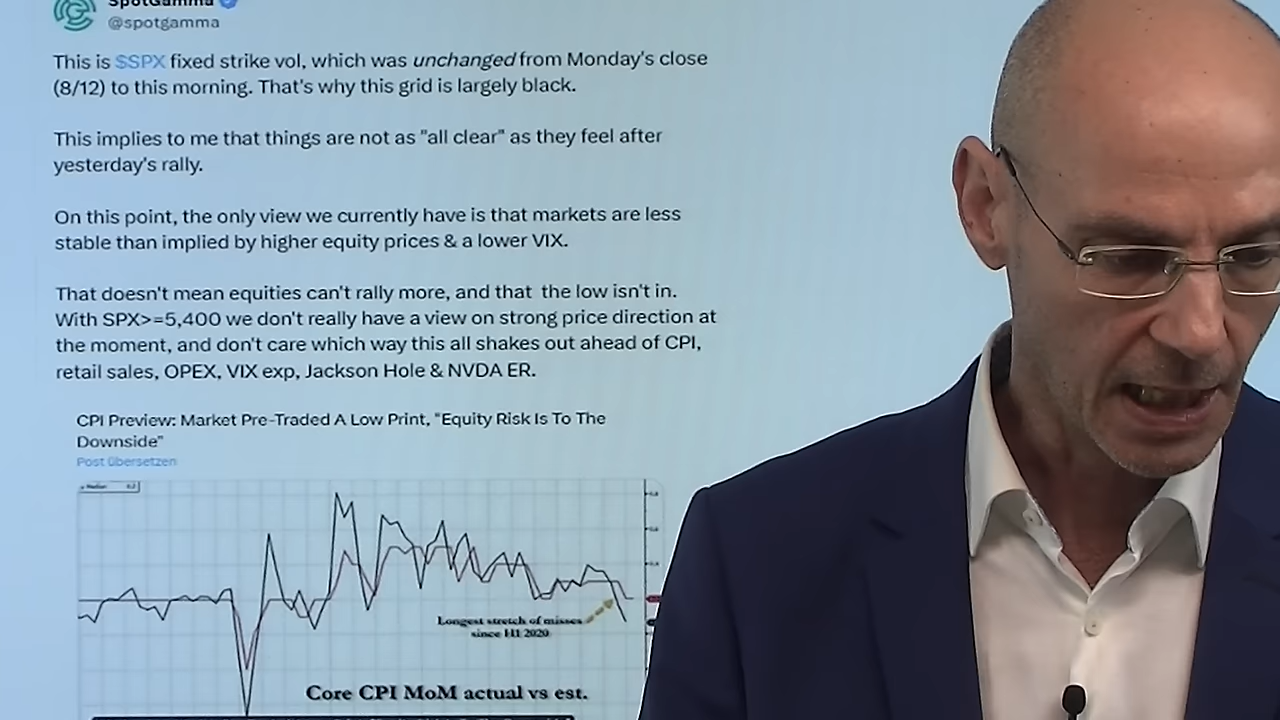 SpotGamma
@spotgamma
This is $SPX fixed strike vol, which was unchanged from Monday's close
(8/12) to this morning. That's why this grid is largely black.
This implies to me that things are not as "all clear" as they feel after
yesterday's rally.
On this point, the only view we currently have is that markets are less
stable than implied by higher equity prices & a lower VIX.
That doesn't mean equities can't rally more, and that the low isn't in.
With SPX>=5,400 we don't really have a view on strong price direction at
the moment, and don't care which way this all shakes out ahead of CPI,
retail sales, OPEX, VIX exp, Jackson Hole & NVDA ER.
CPI Preview: Market Pre-Traded A Low Print, "Equity Risk Is To The
Downside"
Post übersetzen
Median 0.2
Longest stretch of misses
since H1 2020
Core CPI MoM actual vs est.